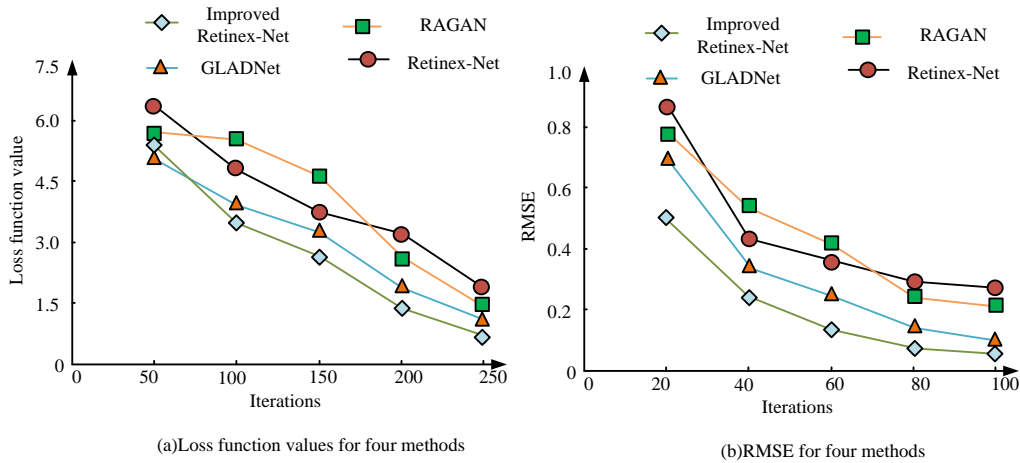 Improved
Retinex-Net
RAGAN
GLADNet
Retinex-Net
7.5
6.0
4.5
3.0
1.5
0
Loss function value
0
50
100
150
200
250
Iterations
(a)Loss function values for four methods
Improved
Retinex-Net
RAGAN
GLADNet
Retinex-Net
1.0
0.8
0.6
0.4
0.2
0
RMSE
0
20
40
60
80
100
Iterations
(b)RMSE for four methods